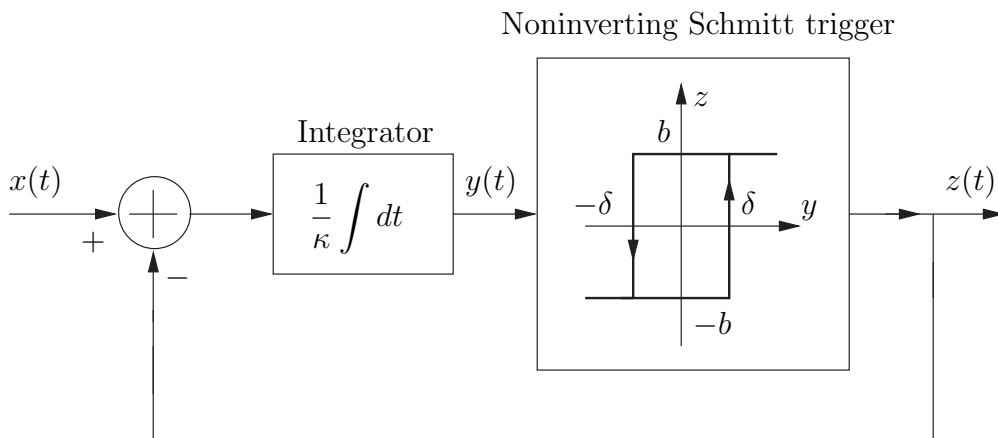 Noninverting Schmitt trigger
z
b
Integrator
x(t)
y(t)
z(t)
1/κ ∫ dt
−δ
δ
y
+
−
−b